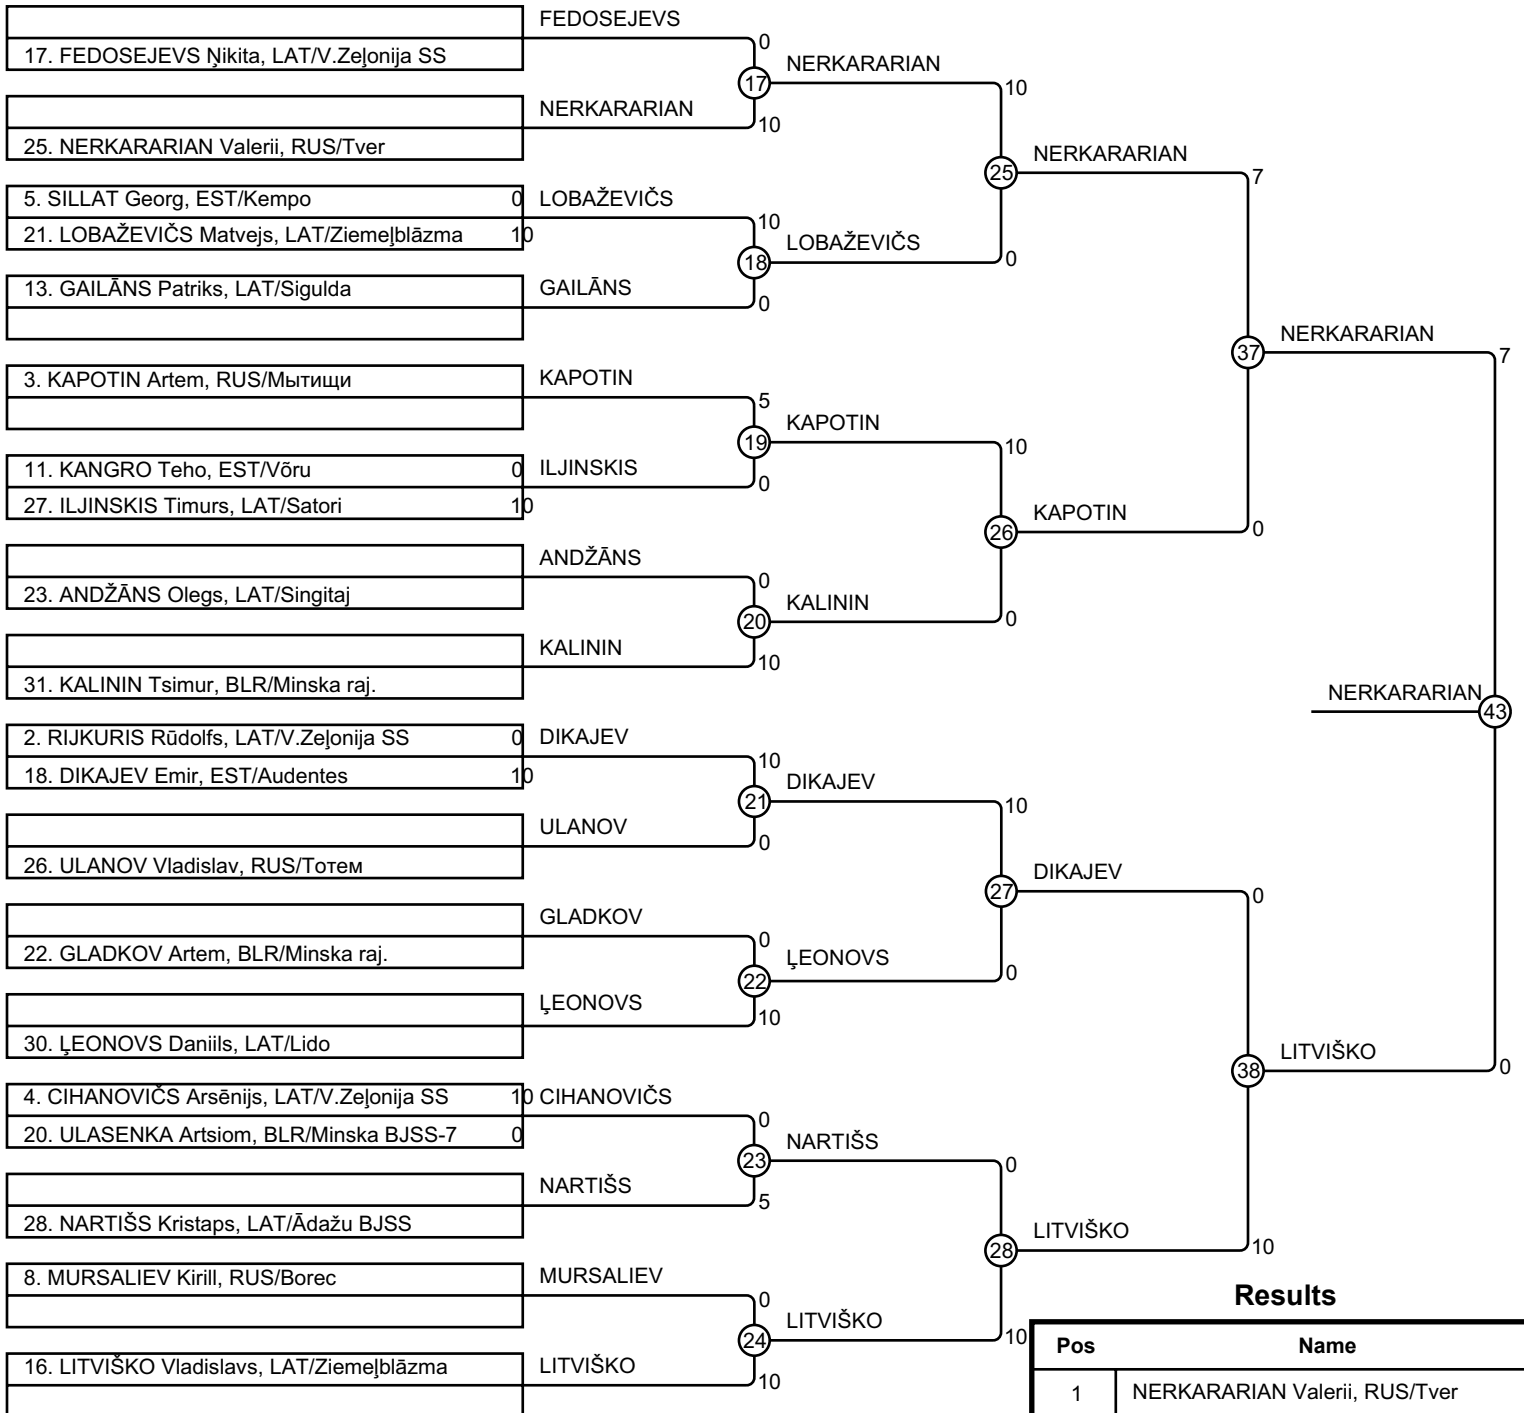 FEDOSEJEVS
0
17. FEDOSEJEVS Ņikita, LAT/V.Zeļonija SS
17
NERKARARIAN
10
NERKARARIAN
10
25. NERKARARIAN Valerii, RUS/Tver
25
NERKARARIAN
7
5. SILLAT Georg, EST/Kempo 0
LOBAŽEVIČS
10
21. LOBAŽEVIČS Matvejs, LAT/Ziemeļblāzma 10
18
LOBAŽEVIČS
0
13. GAILĀNS Patriks, LAT/Sigulda
GAILĀNS
0
37
NERKARARIAN
7
3. KAPOTIN Artem, RUS/Мытищи
KAPOTIN
5
19
KAPOTIN
10
11. KANGRO Teho, EST/Võru 0
ILJINSKIS
0
27. ILJINSKIS Timurs, LAT/Satori 10
26
KAPOTIN
0
ANDŽĀNS
0
23. ANDŽĀNS Olegs, LAT/Singitaj
20
KALININ
0
KALININ
10
31. KALININ Tsimur, BLR/Minska raj.
NERKARARIAN
43
2. RIJKURIS Rūdolfs, LAT/V.Zeļonija SS 0
DIKAJEV
10
18. DIKAJEV Emir, EST/Audentes 10
21
DIKAJEV
10
ULANOV
0
26. ULANOV Vladislav, RUS/Тотем
27
DIKAJEV
0
GLADKOV
0
22. GLADKOV Artem, BLR/Minska raj.
22
ĻEONOVS
0
ĻEONOVS
10
30. ĻEONOVS Daniils, LAT/Lido
38
LITVIŠKO
0
4. CIHANOVIČS Arsēnijs, LAT/V.Zeļonija SS 10
CIHANOVIČS
0
20. ULASENKA Artsiom, BLR/Minska BJSS-7 0
23
NARTIŠS
0
NARTIŠS
5
28. NARTIŠS Kristaps, LAT/Ādažu BJSS
28
LITVIŠKO
10
8. MURSALIEV Kirill, RUS/Borec
MURSALIEV
0
24
LITVIŠKO
10
16. LITVIŠKO Vladislavs, LAT/Ziemeļblāzma
LITVIŠKO
10
Results
Pos Name
1 NERKARARIAN Valerii, RUS/Tver